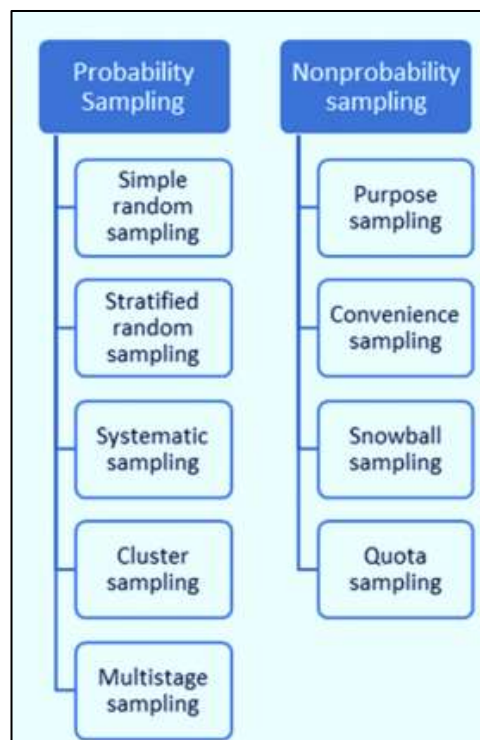 Probability
Sampling
Simple
random
sampling
Stratified
random
sampling
Systematic
sampling
Cluster
sampling
Multistage
sampling
Nonprobability
sampling
Purpose
sampling
Convenience
sampling
Snowball
sampling
Quota
sampling